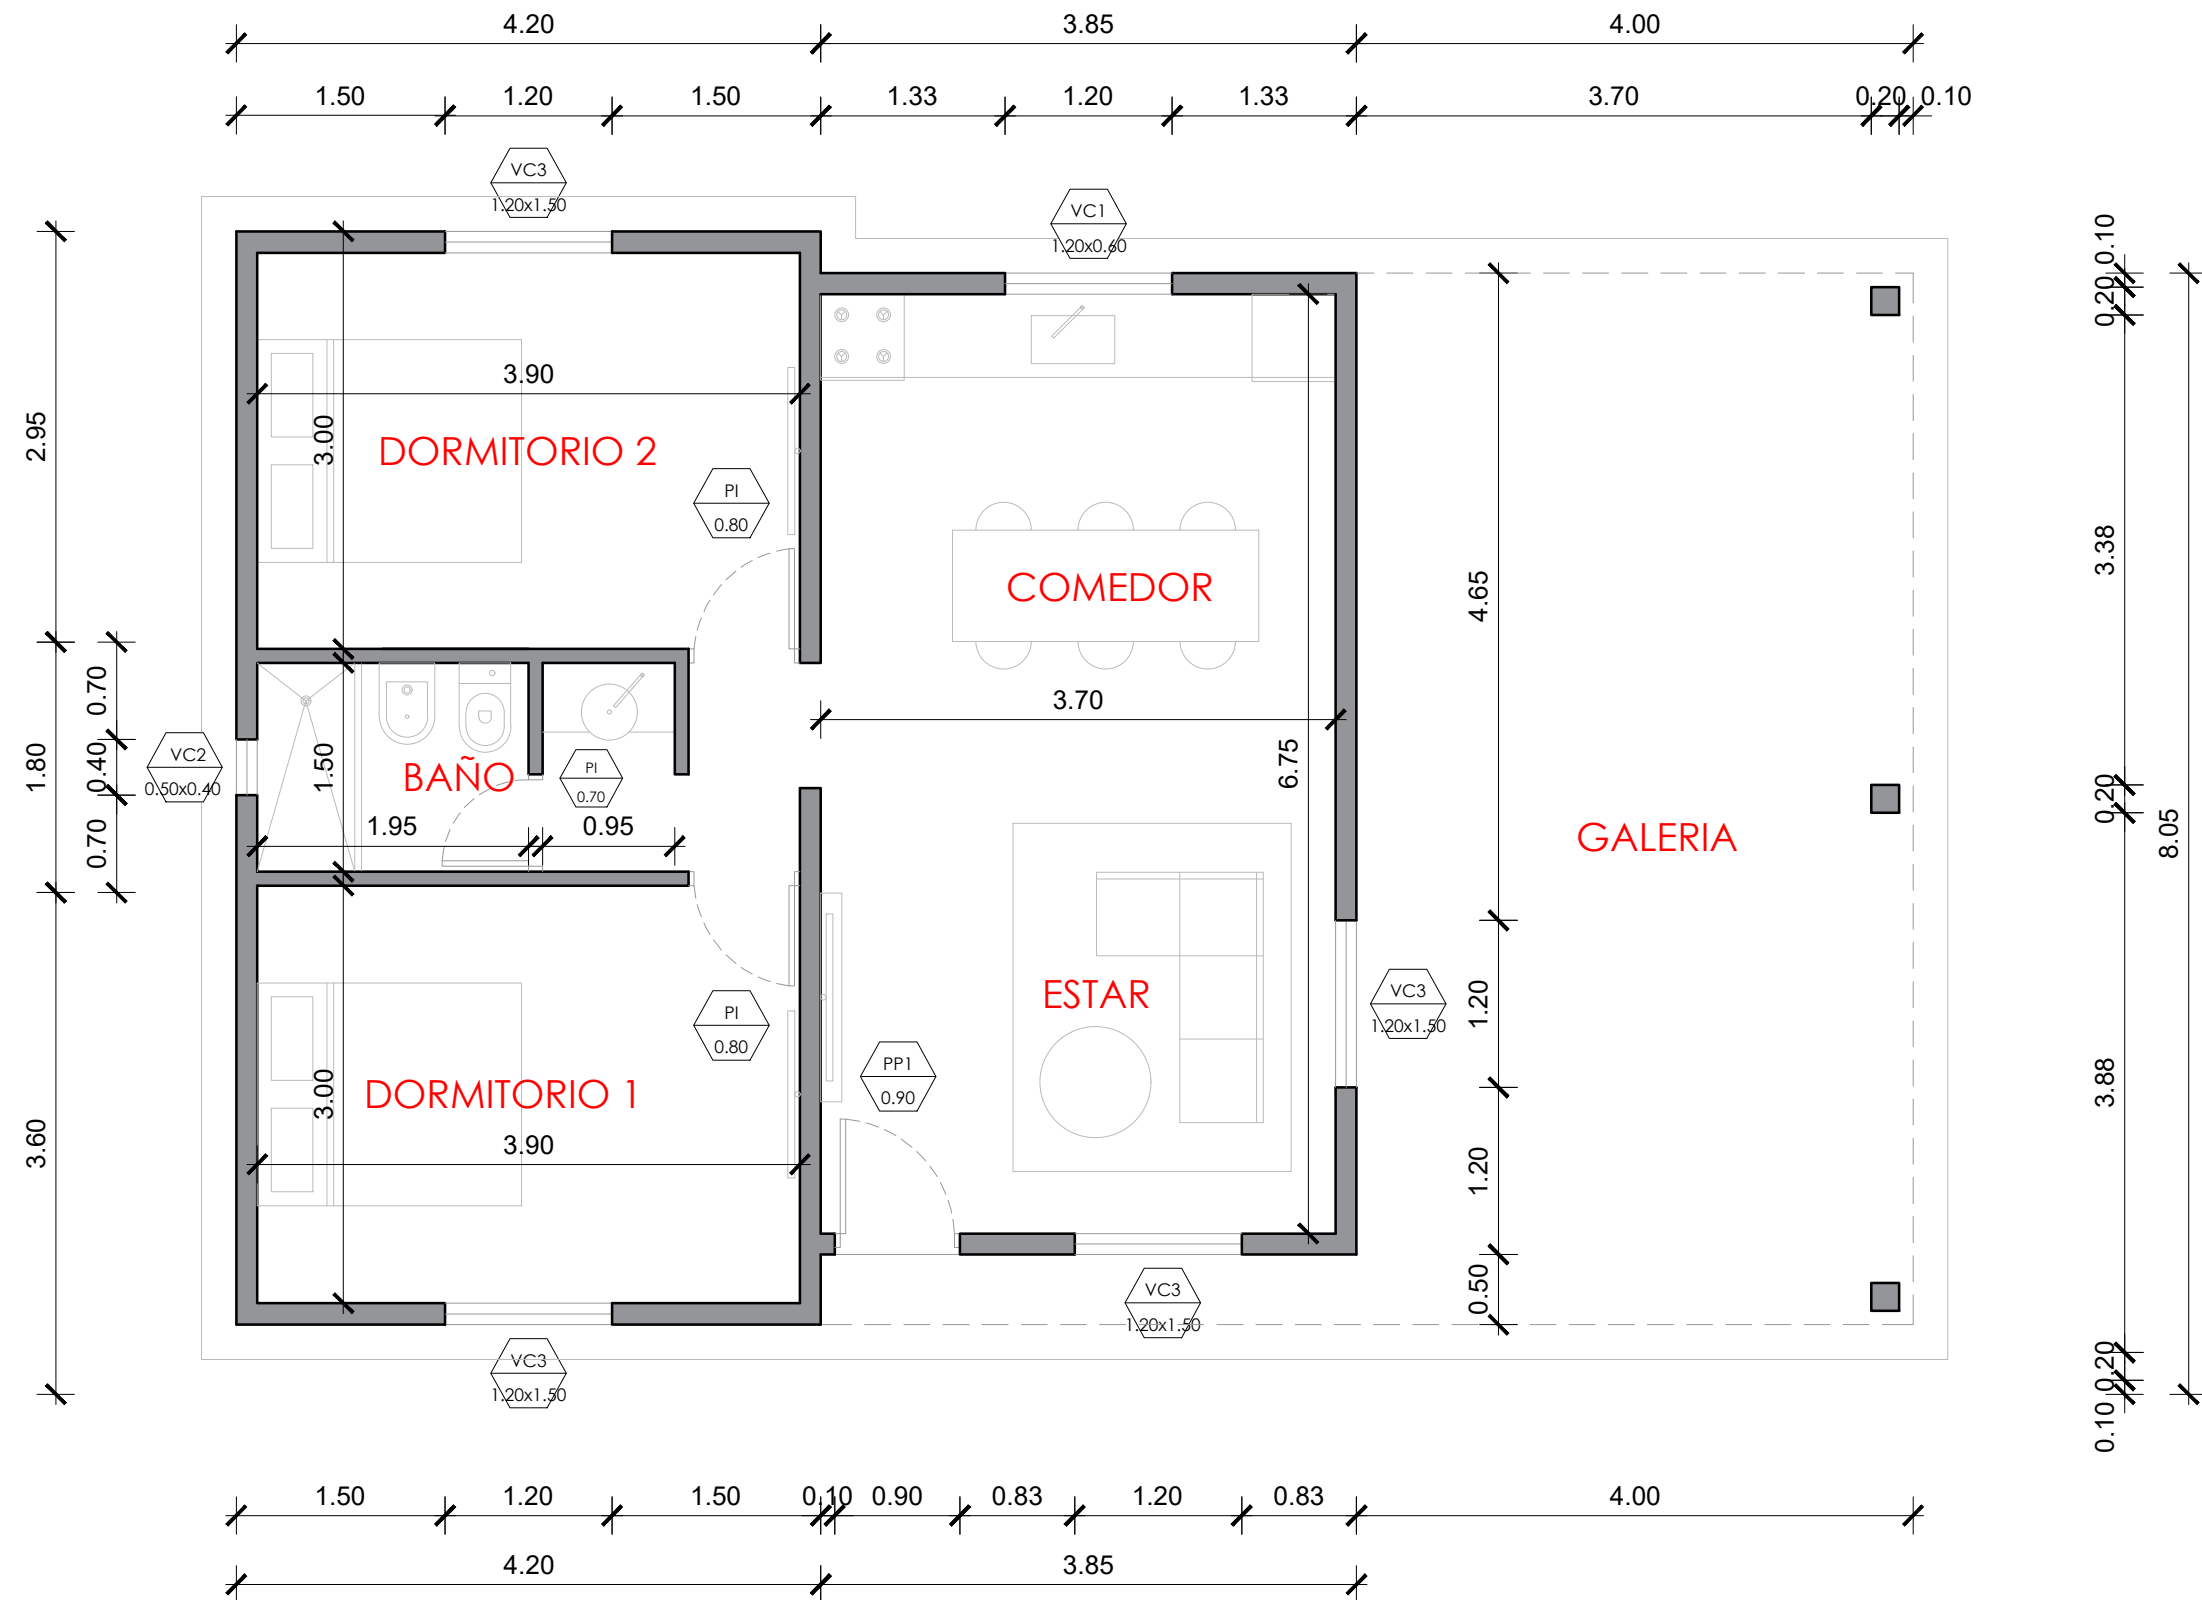 4.20 3.85 4.00
1.50 1.20 1.50 1.33 1.20 1.33 3.70 0.20 0.10
VC3
1.20x1.50
VC1
1.20x0.60
0.10
0.20
3.90
2.95
3.00
DORMITORIO 2
PI
0.80
3.38
COMEDOR
4.65
0.70
3.70
VC2
0.50x0.40
1.80
0.40
1.50
BAÑO
PI
0.70
6.75
0.20
1.95 0.95
0.70
GALERIA
8.05
ESTAR
VC3
1.20x1.50
1.20
PI
0.80
PP1
0.90
3.88
DORMITORIO 1
3.00
3.90
3.60
1.20
VC3
1.20x1.50
0.50
VC3
1.20x1.50
0.20
0.10
1.50 1.20 1.50 0.10 0.90 0.83 1.20 0.83 4.00
4.20 3.85